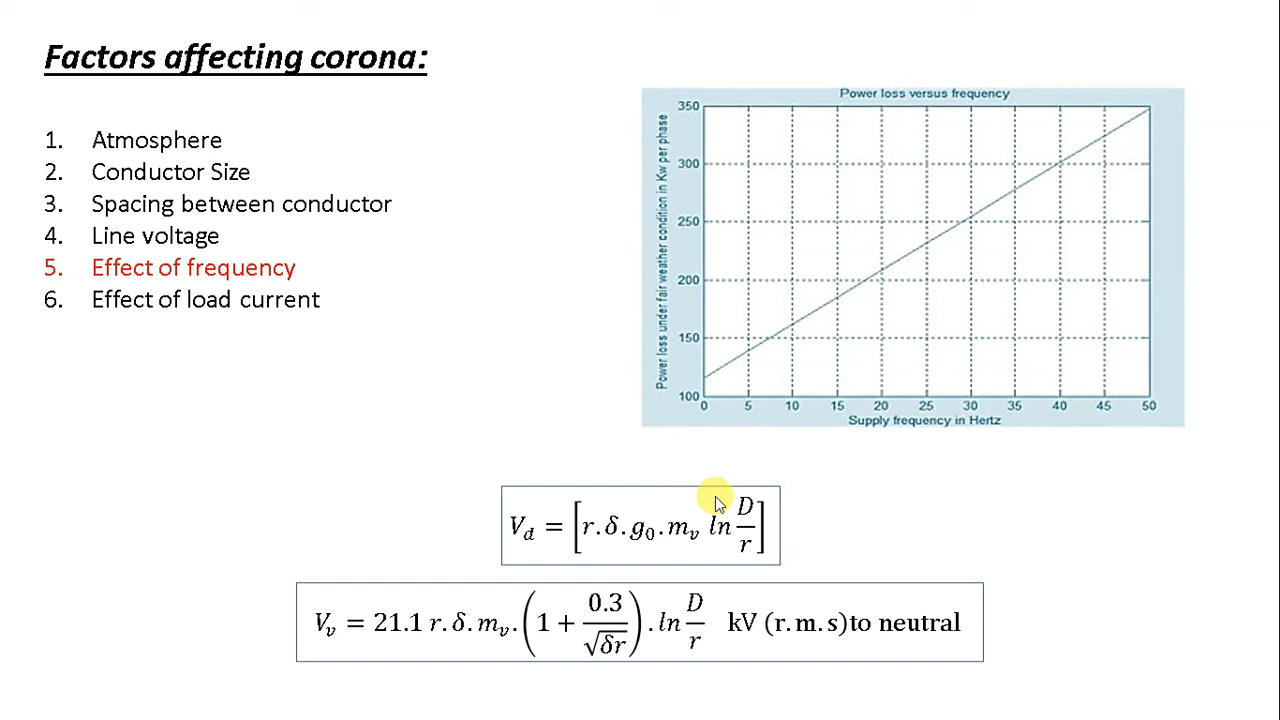 Factors affecting corona:
1. Atmosphere
2. Conductor Size
3. Spacing between conductor
4. Line voltage
5. Effect of frequency
6. Effect of load current
Power loss versus frequency
Power loss under fair weather condition in Kw per phase
350
300
250
200
150
100
0 5 10 15 20 25 30 35 40 45 50
Supply frequency in Hertz
V_d = [r.δ.g_0.m_v ln D/r]
V_v = 21.1 r.δ.m_v.(1 + 0.3/√δr).ln D/r kV (r.m.s)to neutral